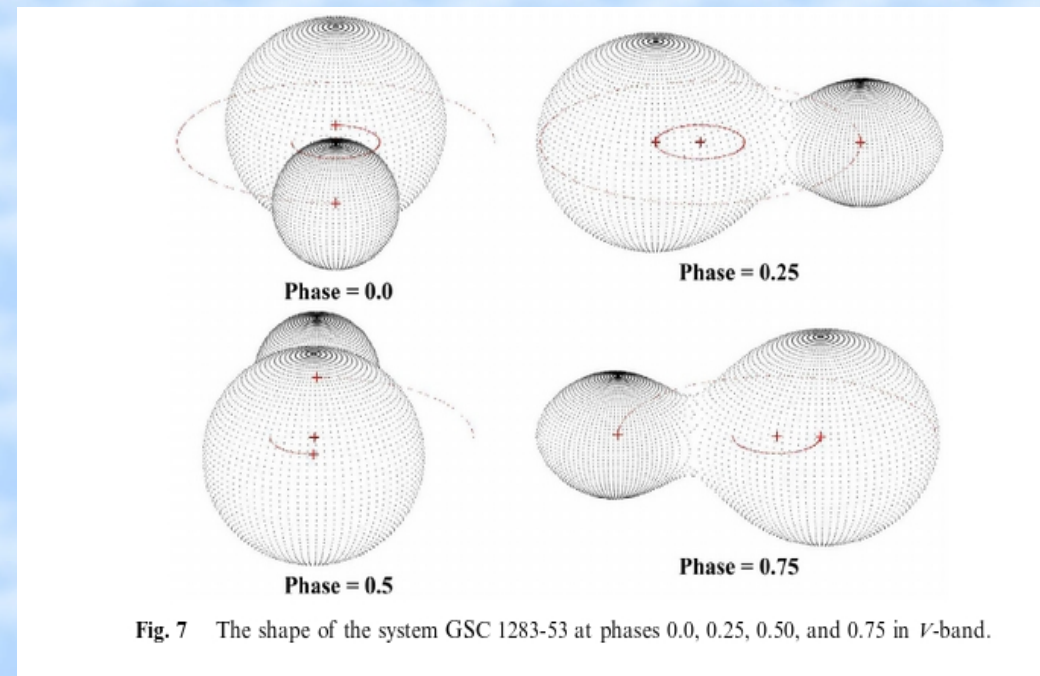 Phase = 0.0
Phase = 0.25
Phase = 0.5
Phase = 0.75
Fig. 7 The shape of the system GSC 1283-53 at phases 0.0, 0.25, 0.50, and 0.75 in V-band.